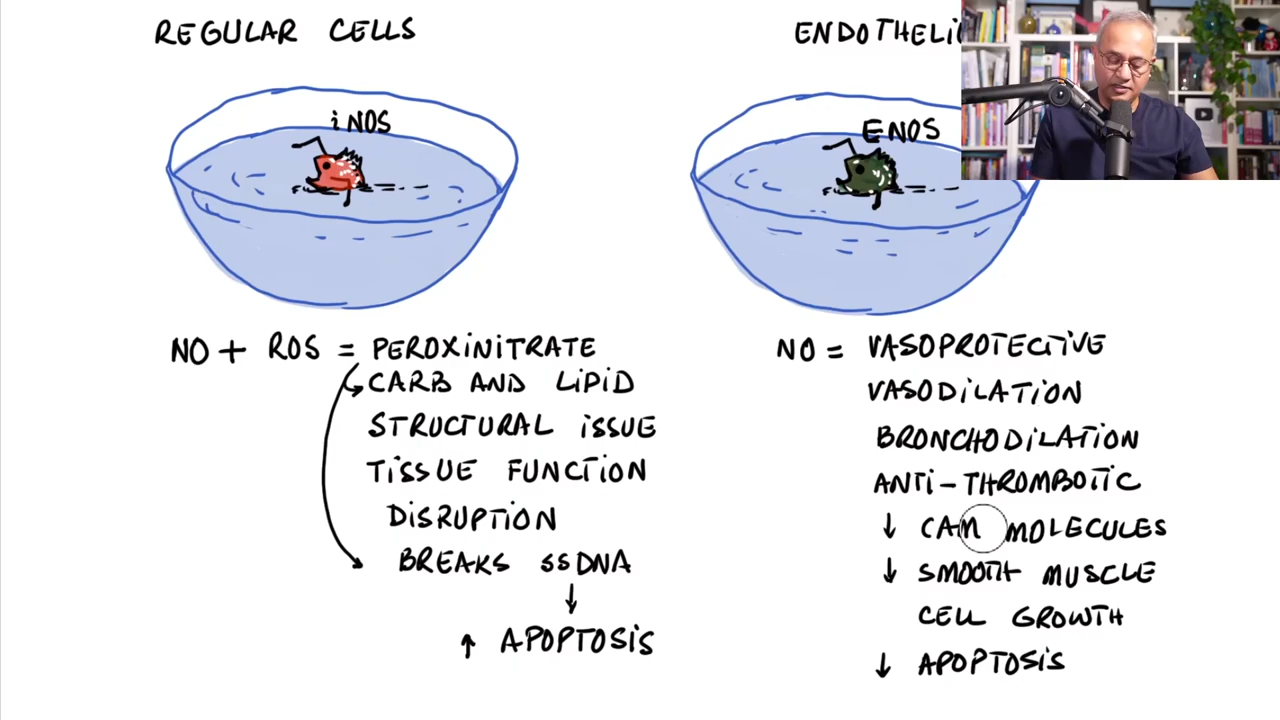 REGULAR CELLS
iNOS
NO + ROS = PEROXINITRATE
CARB AND LIPID
STRUCTURAL ISSUE
TISSUE FUNCTION
DISRUPTION
BREAKS SSDNA
↓
↑ APOPTOSIS
ENDOTHELI
ENOS
NO = VASOPROTECTIVE
VASODILATION
BRONCHODILATION
ANTI-THROMBOTIC
↓ CAM MOLECULES
↓ SMOOTH MUSCLE
CELL GROWTH
↓ APOPTOSIS